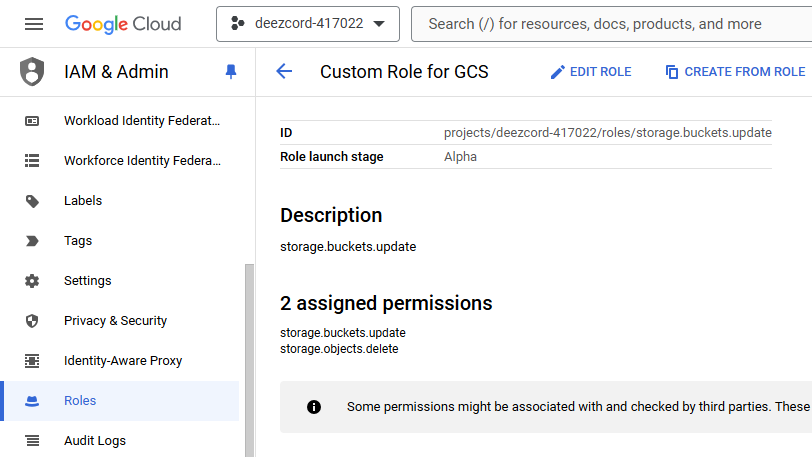 Google Cloud
deezcord-417022
Search (/) for resources, docs, products, and more
IAM & Admin
Custom Role for GCS
EDIT ROLE
CREATE FROM ROLE
Workload Identity Federat...
Workforce Identity Federa...
Labels
Tags
Settings
Privacy & Security
Identity-Aware Proxy
Roles
Audit Logs
ID projects/deezcord-417022/roles/storage.buckets.update
Role launch stage Alpha
Description
storage.buckets.update
2 assigned permissions
storage.buckets.update
storage.objects.delete
Some permissions might be associated with and checked by third parties. These